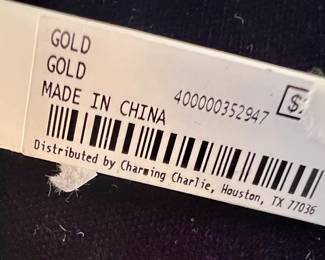 GOLD
GOLD
MADE IN CHINA
400000352947
$
Distributed by Charming Charlie, Houston, TX 77036